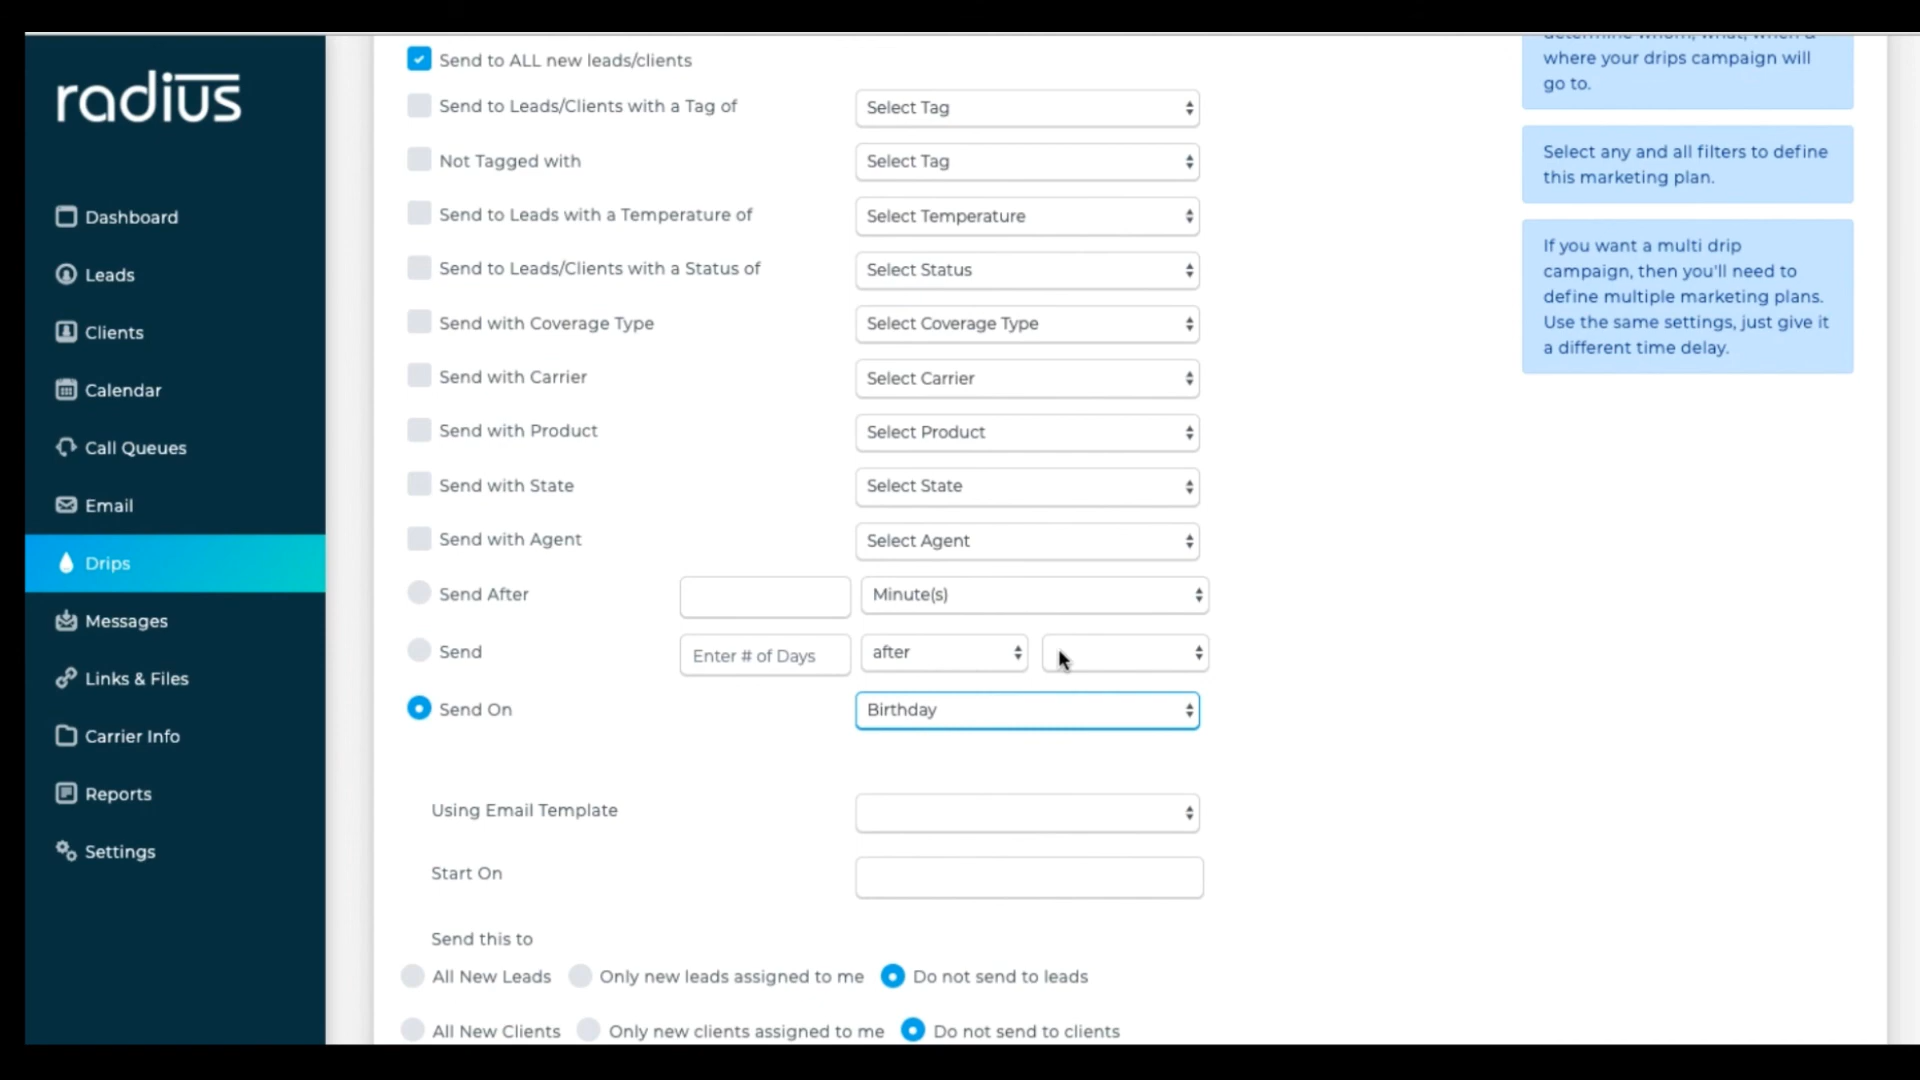 radius
Dashboard
Leads
Clients
Calendar
Call Queues
Email
Drips
Messages
Links & Files
Carrier Info
Reports
Settings
Send to ALL new leads/clients
Send to Leads/Clients with a Tag of Select Tag
Not Tagged with Select Tag
Send to Leads with a Temperature of Select Temperature
Send to Leads/Clients with a Status of Select Status
Send with Coverage Type Select Coverage Type
Send with Carrier Select Carrier
Send with Product Select Product
Send with State Select State
Send with Agent Select Agent
Send After Minute(s)
Send Enter # of Days after
Send On Birthday
Using Email Template
Start On
Send this to
All New Leads Only new leads assigned to me Do not send to leads
All New Clients Only new clients assigned to me Do not send to clients
determine whom, what, when &
where your drips campaign will
go to.
Select any and all filters to define
this marketing plan.
If you want a multi drip
campaign, then you'll need to
define multiple marketing plans.
Use the same settings, just give it
a different time delay.